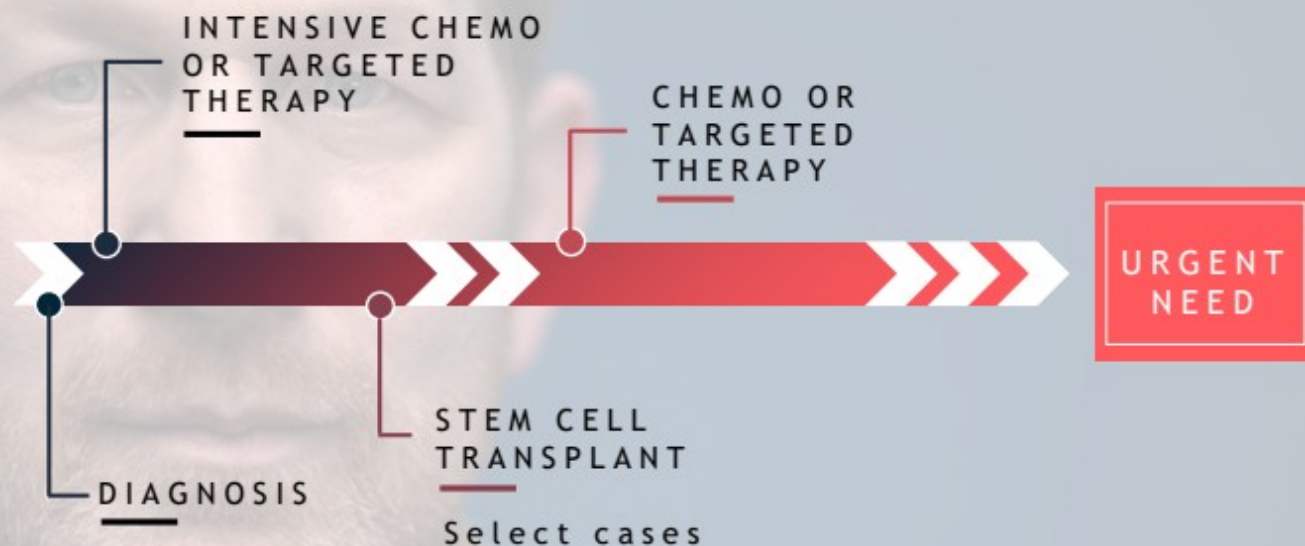 INTENSIVE CHEMO
OR TARGETED
THERAPY
CHEMO OR
TARGETED
THERAPY
URGENT
NEED
STEM CELL
TRANSPLANT
Select cases
DIAGNOSIS